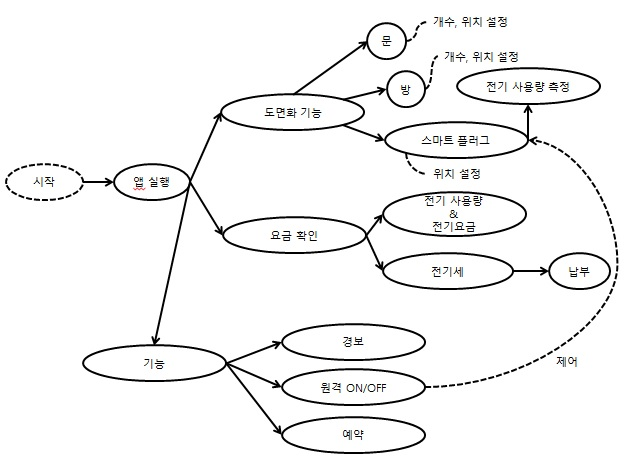 문
개수, 위치 설정
방
개수, 위치 설정
전기 사용량 측정
도면화 기능
스마트 플러그
위치 설정
시작
앱 실행
전기 사용량
&
전기요금
요금 확인
전기세
납부
경보
기능
제어
원격 ON/OFF
예약